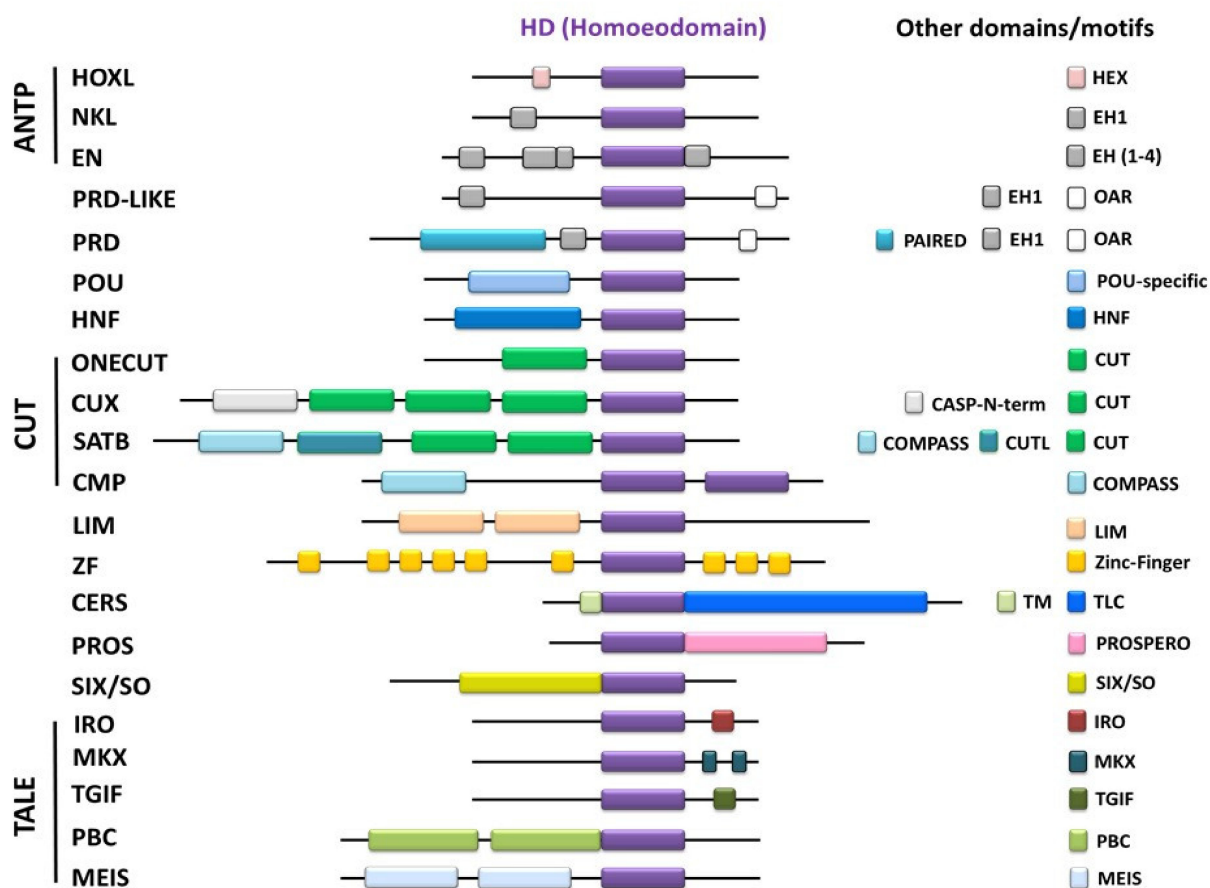 HD (Homoeodomain) Other domains/motifs
ANTP
HOXL HEX
NKL EH1
EN EH (1-4)
PRD-LIKE EH1 OAR
PRD PAIRED EH1 OAR
POU POU-specific
HNF HNF
CUT
ONECUT CUT
CUX CASP-N-term CUT
SATB COMPASS CUTL CUT
CMP COMPASS
LIM LIM
ZF Zinc-Finger
CERS TM TLC
PROS PROSPERO
SIX/SO SIX/SO
TALE
IRO IRO
MKX MKX
TGIF TGIF
PBC PBC
MEIS MEIS